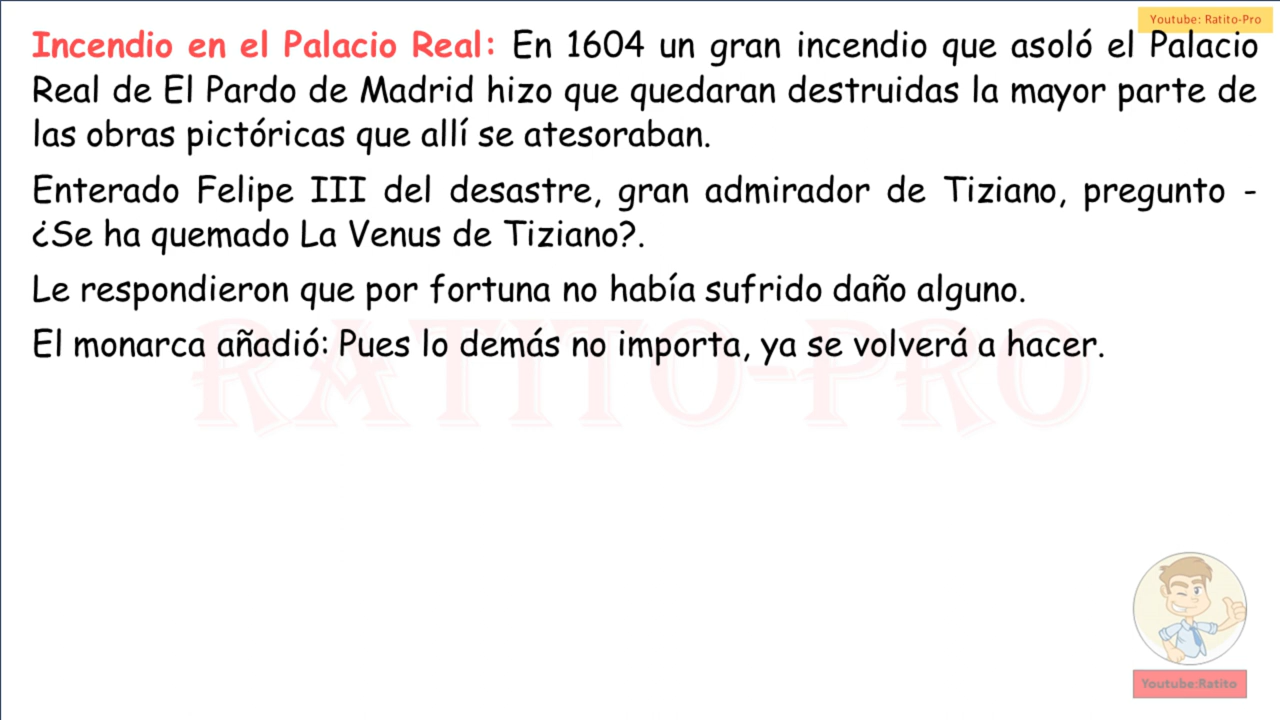 Youtube: Ratito-Pro
Incendio en el Palacio Real: En 1604 un gran incendio que asoló el Palacio
Real de El Pardo de Madrid hizo que quedaran destruidas la mayor parte de
las obras pictóricas que allí se atesoraban.
Enterado Felipe III del desastre, gran admirador de Tiziano, pregunto -
¿Se ha quemado La Venus de Tiziano?.
Le respondieron que por fortuna no había sufrido daño alguno.
El monarca añadió: Pues lo demás no importa, ya se volverá a hacer.
RATITO-PRO
Youtube:Ratito